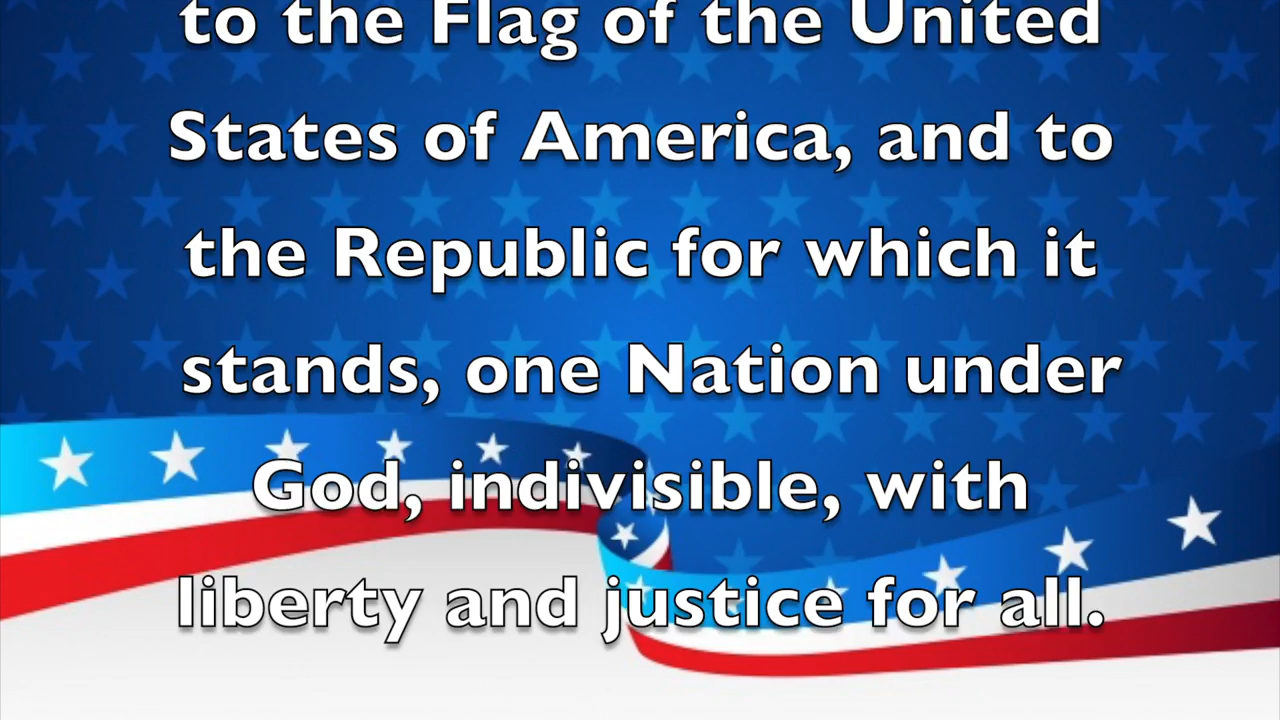 to the Flag of the United
States of America, and to
the Republic for which it
stands, one Nation under
God, indivisible, with
liberty and justice for all.